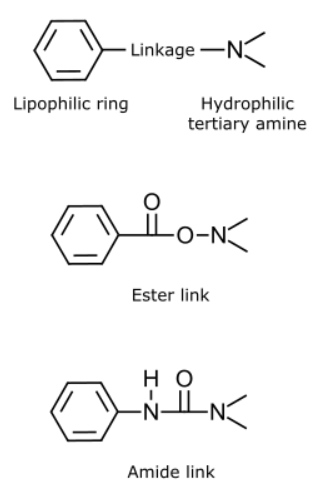 Linkage N
Lipophilic ring Hydrophilic
tertiary amine
O
O N
Ester link
H O
N N
Amide link